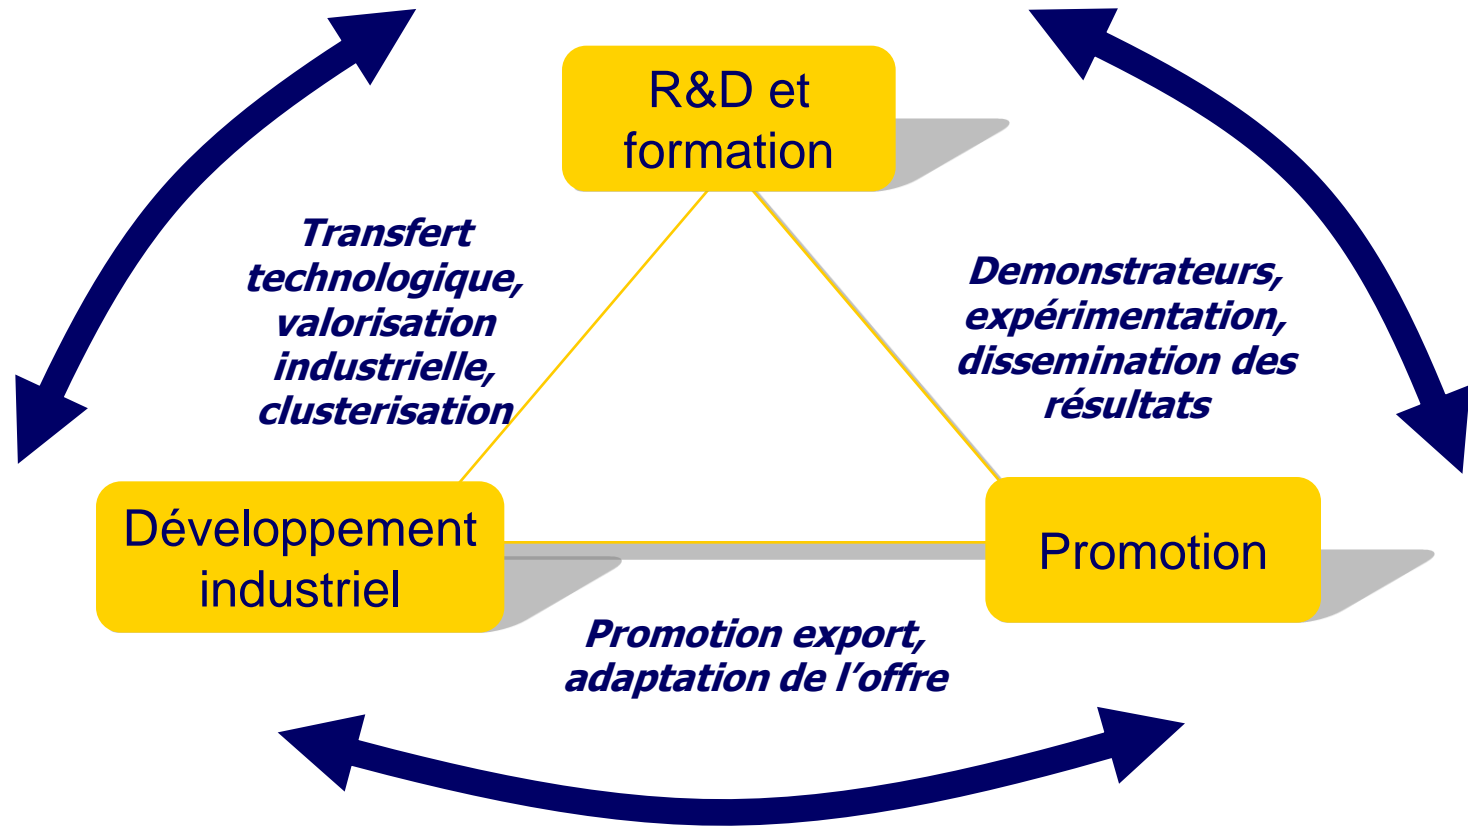 R&D et
formation
Transfert
technologique,
valorisation
industrielle,
clusterisation
Demonstrateurs,
expérimentation,
dissemination des
résultats
Développement
industriel
Promotion
Promotion export,
adaptation de l’offre